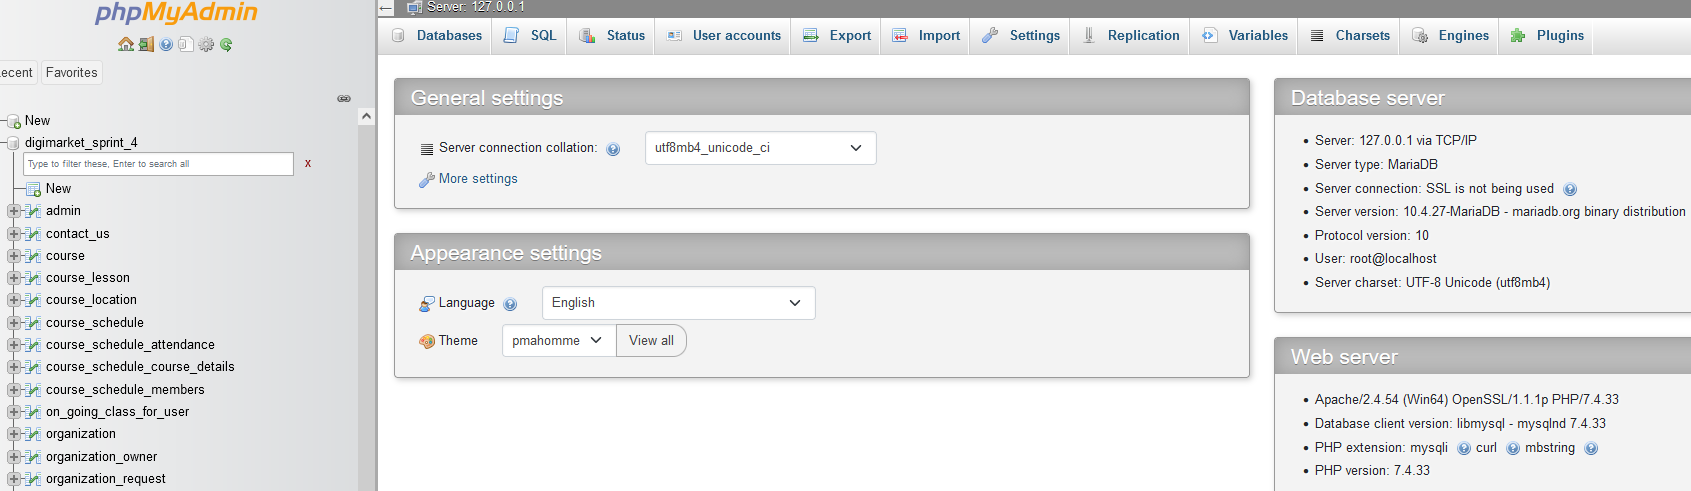 phpMyAdmin
ecent Favorites
New
digimarket_sprint_4
Type to filter these, Enter to search all X
New
admin
contact_us
course
course_lesson
course_location
course_schedule
course_schedule_attendance
course_schedule_course_details
course_schedule_members
on_going_class_for_user
organization
organization_owner
organization_request
Server: 127.0.0.1
Databases SQL Status User accounts Export Import Settings Replication Variables Charsets Engines Plugins
General settings
Server connection collation: utf8mb4_unicode_ci
More settings
Appearance settings
Language English
Theme pmahomme View all
Database server
Server: 127.0.0.1 via TCP/IP
Server type: MariaDB
Server connection: SSL is not being used
Server version: 10.4.27-MariaDB - mariadb.org binary distribution
Protocol version: 10
User: root@localhost
Server charset: UTF-8 Unicode (utf8mb4)
Web server
Apache/2.4.54 (Win64) OpenSSL/1.1.1p PHP/7.4.33
Database client version: libmysql - mysqlnd 7.4.33
PHP extension: mysqli curl mbstring
PHP version: 7.4.33